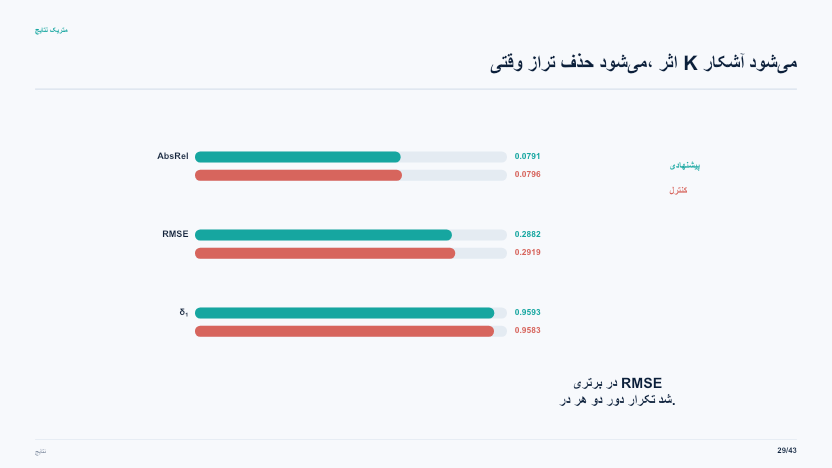 متریک نتایج
می‌شود آشکار K اثر ،می‌شود حذف تراز وقتی
AbsRel 0.0791
0.0796
پیشنهادی
کنترل
RMSE 0.2882
0.2919
δ₁ 0.9593
0.9583
RMSE در برتری
.شد تکرار دور دو هر در
نتایج
29/43